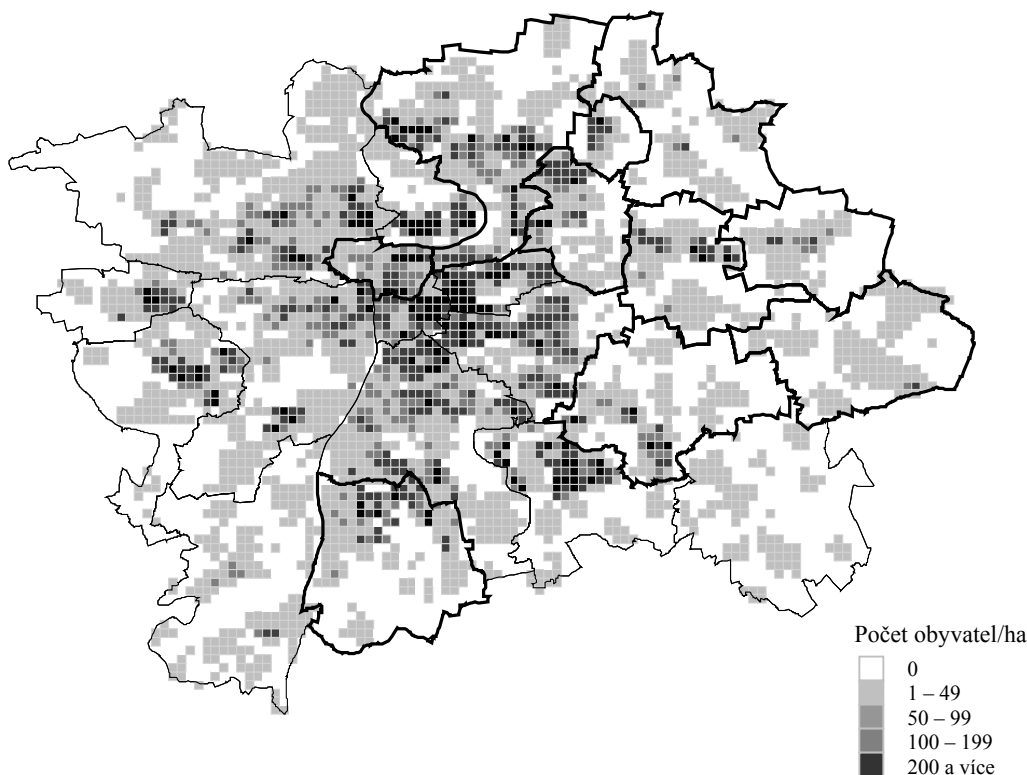 Počet obyvatel/ha
0
1 – 49
50 – 99
100 – 199
200 a více